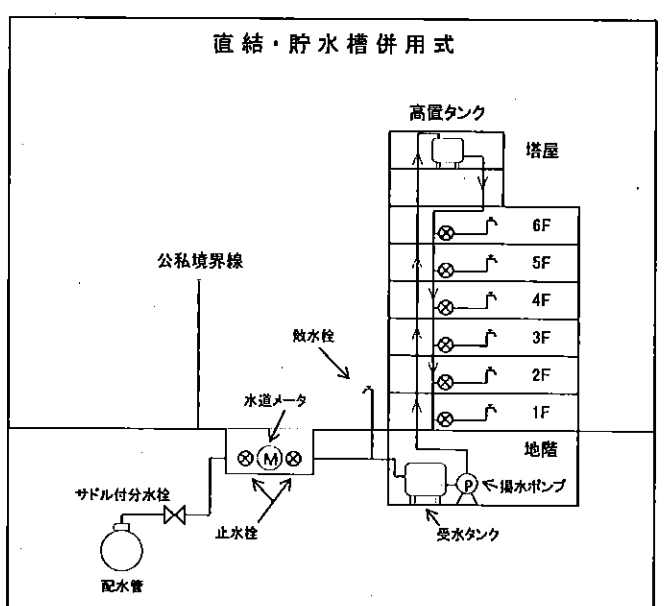 直結・貯水槽併用式
高置タンク
塔屋
6F
5F
4F
3F
2F
1F
地階
公私境界線
散水栓
水道メータ
M
サドル付分水栓
止水栓
配水管
P
揚水ポンプ
受水タンク